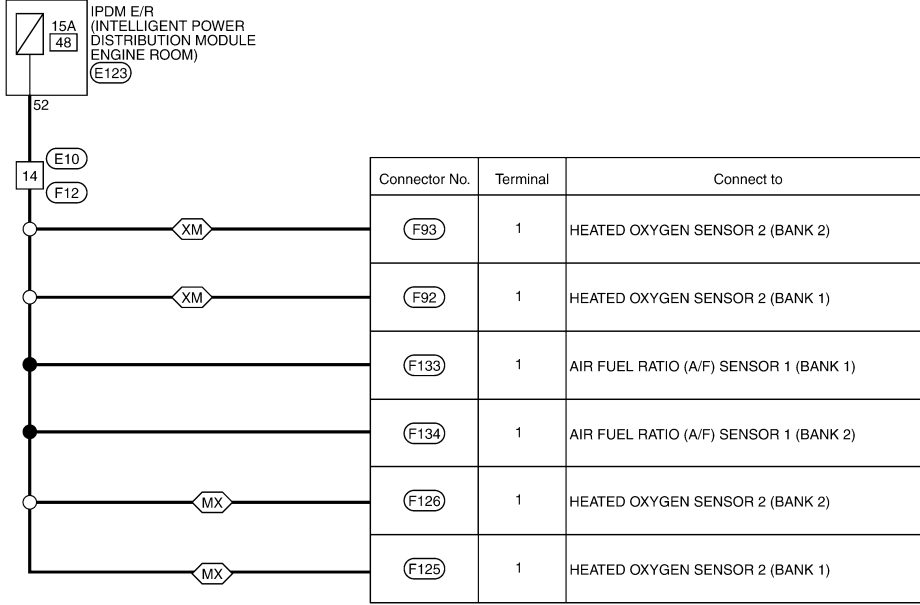 IPDM E/R
15A (INTELLIGENT POWER
48 DISTRIBUTION MODULE
ENGINE ROOM)
E123
52
E10
14
F12
Connector No. Terminal Connect to
XM F93 1 HEATED OXYGEN SENSOR 2 (BANK 2)
XM F92 1 HEATED OXYGEN SENSOR 2 (BANK 1)
F133 1 AIR FUEL RATIO (A/F) SENSOR 1 (BANK 1)
F134 1 AIR FUEL RATIO (A/F) SENSOR 1 (BANK 2)
MX F126 1 HEATED OXYGEN SENSOR 2 (BANK 2)
MX F125 1 HEATED OXYGEN SENSOR 2 (BANK 1)